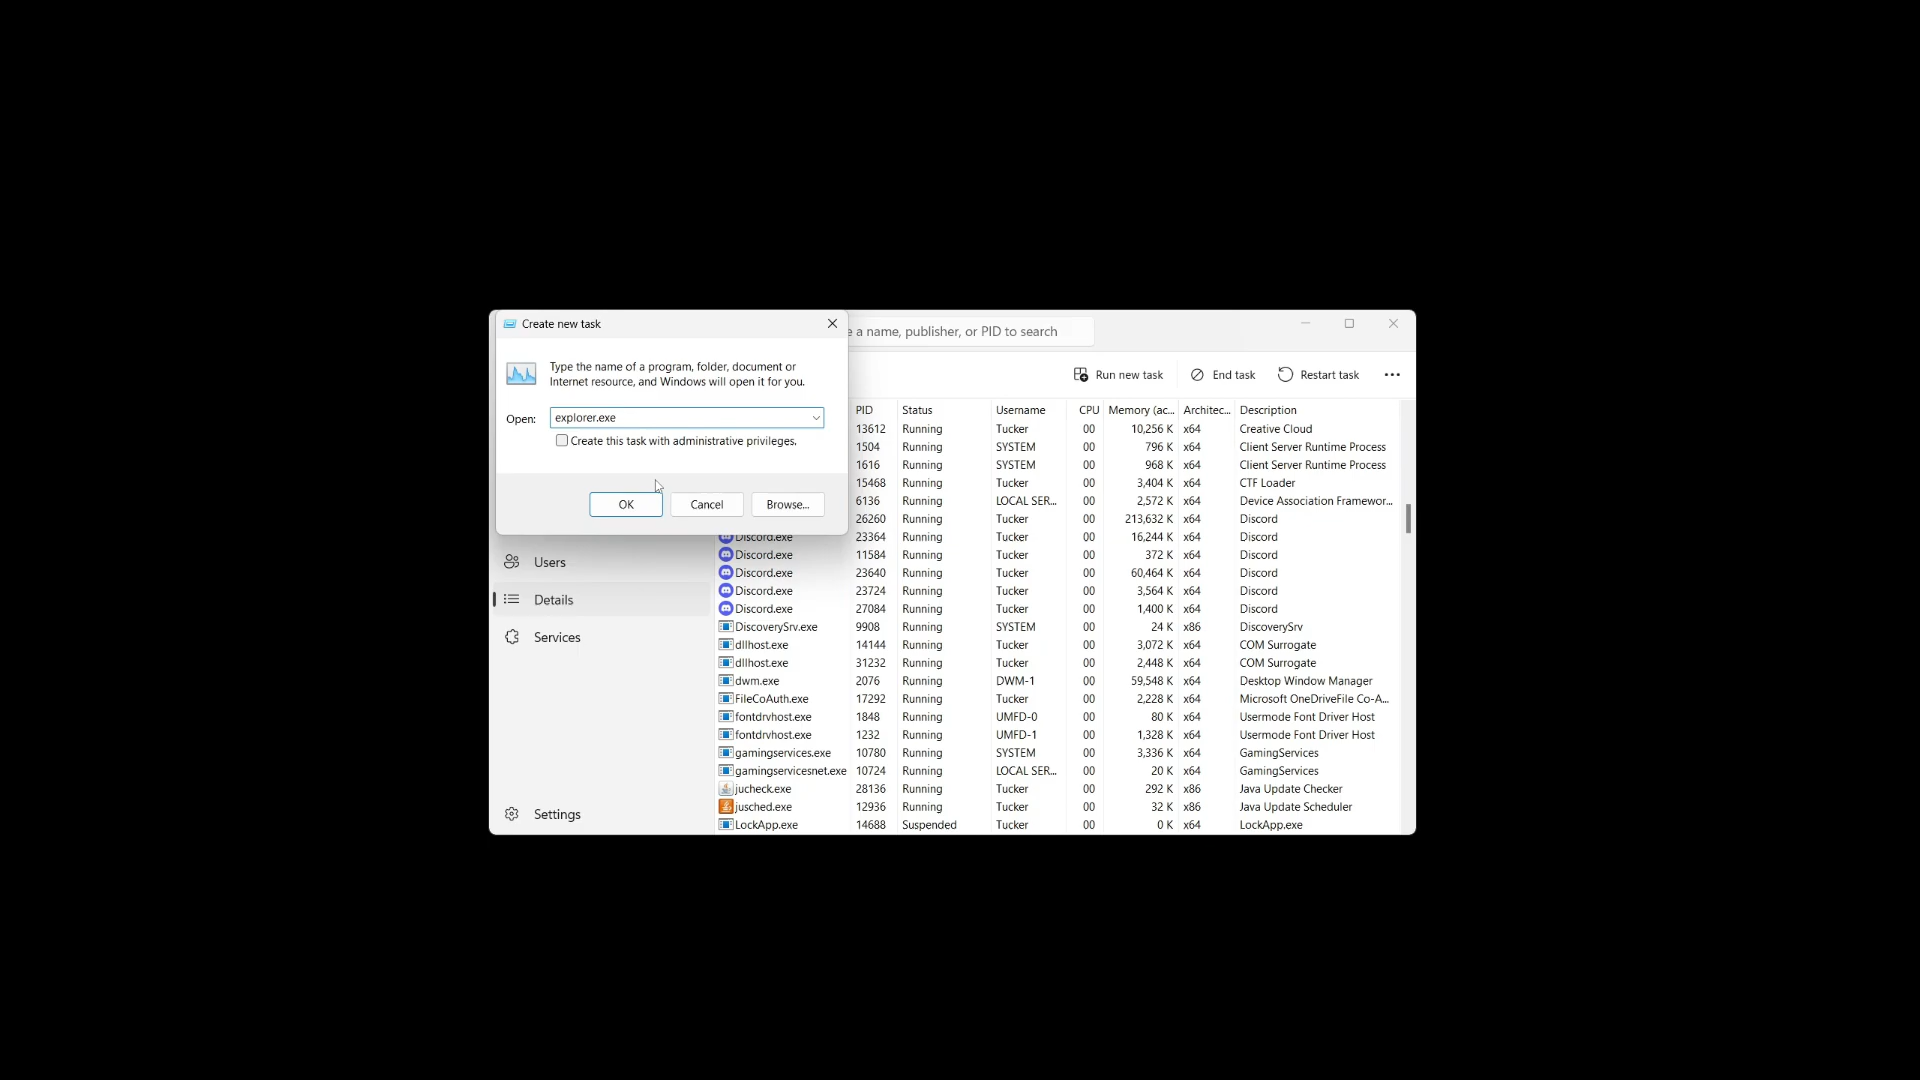 Create new task
Type the name of a program, folder, document or
Internet resource, and Windows will open it for you.
Open: explorer.exe
Create this task with administrative privileges.
OK Cancel Browse...
e a name, publisher, or PID to search
Run new task End task Restart task
Users
Details
Services
Settings
PID Status Username CPU Memory (ac... Architec... Description
13612 Running Tucker 00 10,256 K x64 Creative Cloud
1504 Running SYSTEM 00 796 K x64 Client Server Runtime Process
1616 Running SYSTEM 00 968 K x64 Client Server Runtime Process
15468 Running Tucker 00 3,404 K x64 CTF Loader
6136 Running LOCAL SER... 00 2,572 K x64 Device Association Framewor...
26260 Running Tucker 00 213,632 K x64 Discord
Discord.exe 23364 Running Tucker 00 16,244 K x64 Discord
Discord.exe 11584 Running Tucker 00 372 K x64 Discord
Discord.exe 23640 Running Tucker 00 60,464 K x64 Discord
Discord.exe 23724 Running Tucker 00 3,564 K x64 Discord
Discord.exe 27084 Running Tucker 00 1,400 K x64 Discord
DiscoverySrv.exe 9908 Running SYSTEM 00 24 K x86 DiscoverySrv
dllhost.exe 14144 Running Tucker 00 3,072 K x64 COM Surrogate
dllhost.exe 31232 Running Tucker 00 2,448 K x64 COM Surrogate
dwm.exe 2076 Running DWM-1 00 59,548 K x64 Desktop Window Manager
FileCoAuth.exe 17292 Running Tucker 00 2,228 K x64 Microsoft OneDriveFile Co-A...
fontdrvhost.exe 1848 Running UMFD-0 00 80 K x64 Usermode Font Driver Host
fontdrvhost.exe 1232 Running UMFD-1 00 1,328 K x64 Usermode Font Driver Host
gamingservices.exe 10780 Running SYSTEM 00 3,336 K x64 GamingServices
gamingservicesnet.exe 10724 Running LOCAL SER... 00 20 K x64 GamingServices
jucheck.exe 28136 Running Tucker 00 292 K x86 Java Update Checker
jusched.exe 12936 Running Tucker 00 32 K x86 Java Update Scheduler
LockApp.exe 14688 Suspended Tucker 00 0 K x64 LockApp.exe